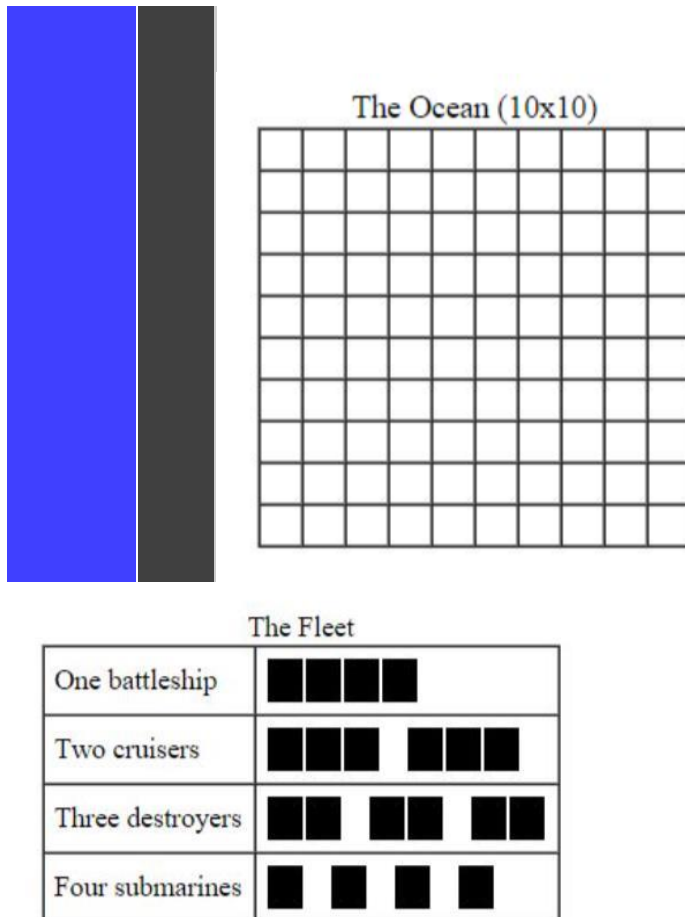 The Ocean (10x10)
The Fleet
One battleship
Two cruisers
Three destroyers
Four submarines